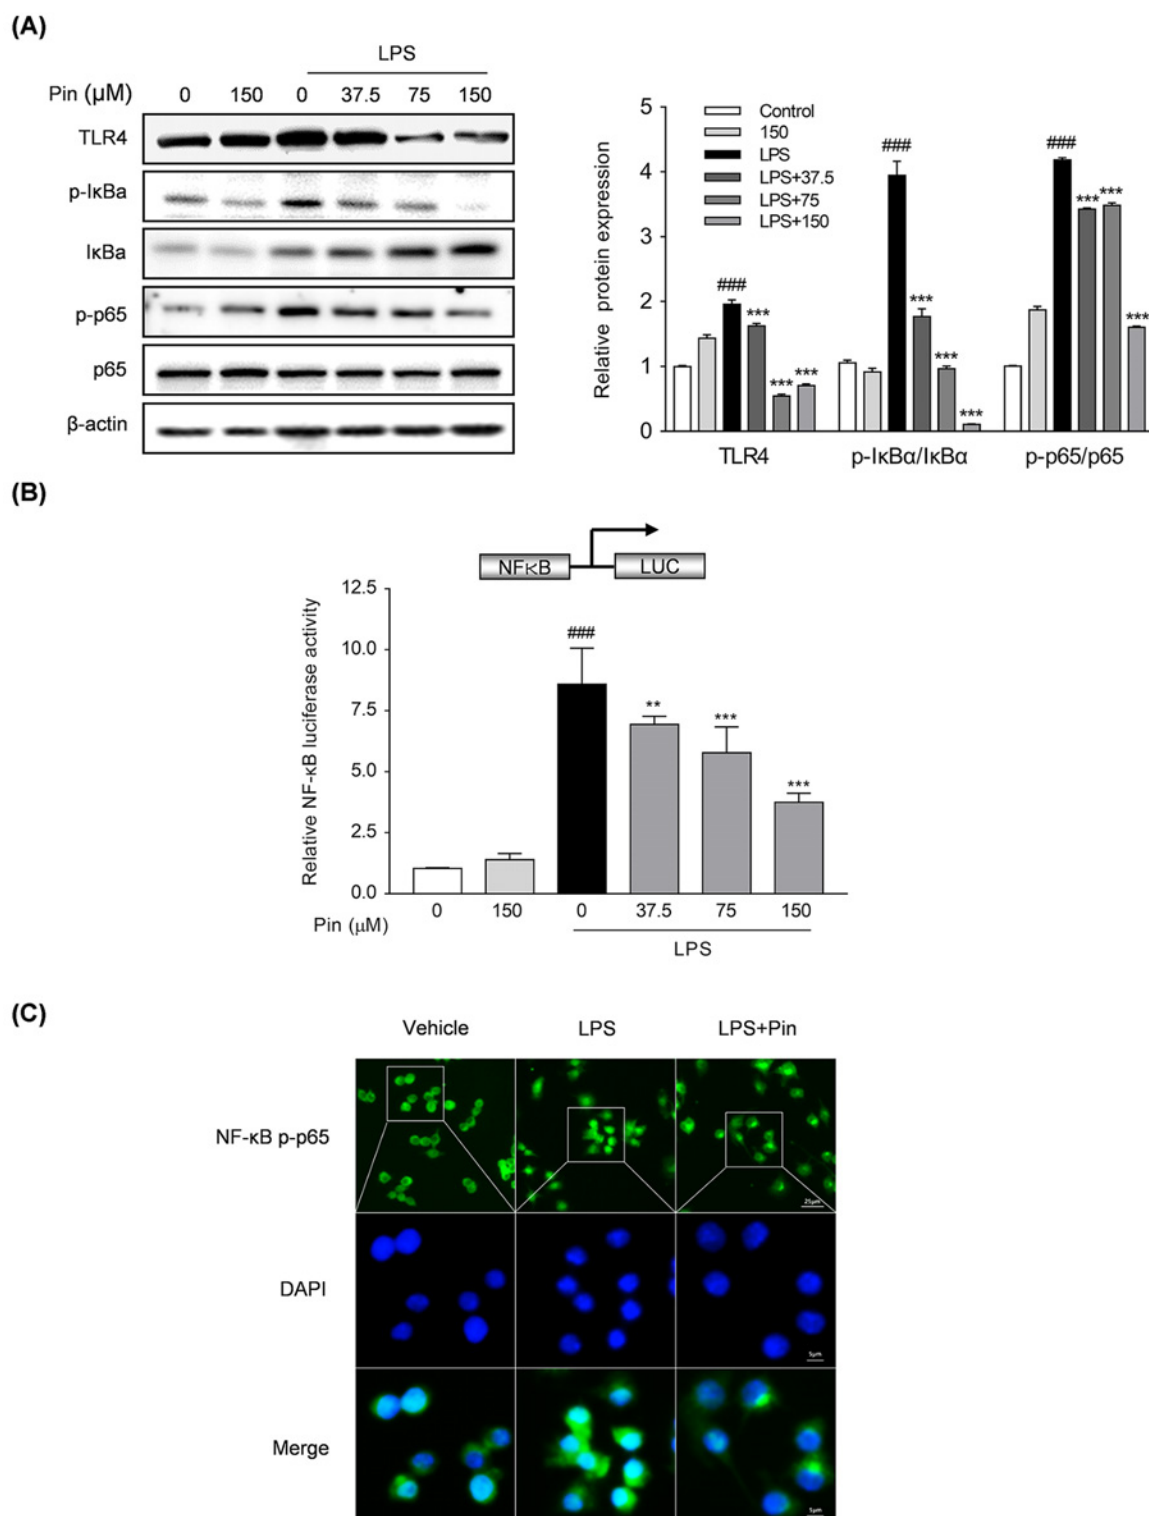 (A)
LPS
Pin (μM) 0 150 0 37.5 75 150
TLR4
p-IκBa
IκBa
p-p65
p65
β-actin
Relative protein expression
5
4
3
2
1
0
Control
150
LPS
LPS+37.5
LPS+75
LPS+150
### *** *** ***
### *** *** ***
### *** *** ***
TLR4 p-IκBα/IκBα p-p65/p65
(B)
NFκB LUC
Relative NF-κB luciferase activity
12.5
10.0
7.5
5.0
2.5
0.0
### ** *** ***
Pin (μM) 0 150 0 37.5 75 150
LPS
(C)
Vehicle LPS LPS+Pin
NF-κB p-p65
25μm
DAPI
5μm
Merge
5μm